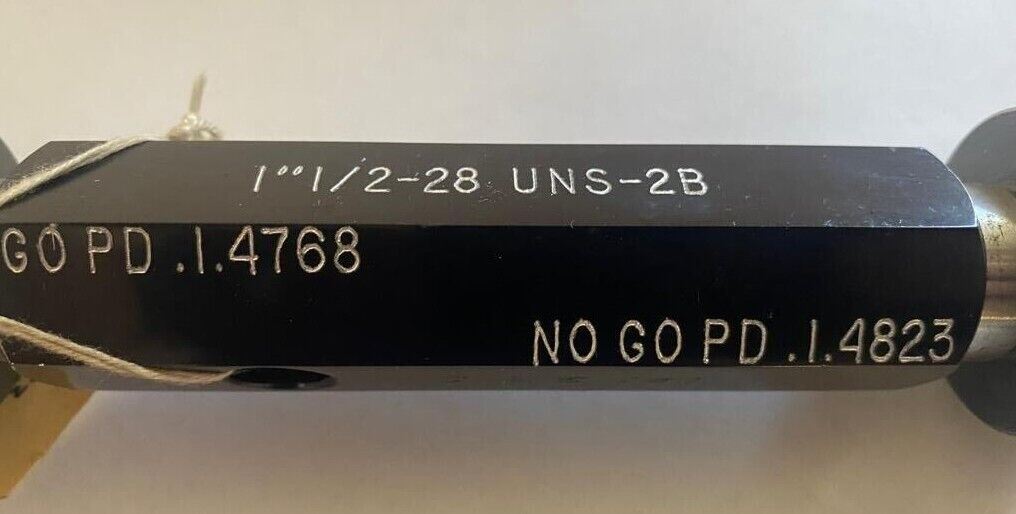 1"1/2-28 UNS-2B
GO PD .1.4768
NO GO PD .1.4823